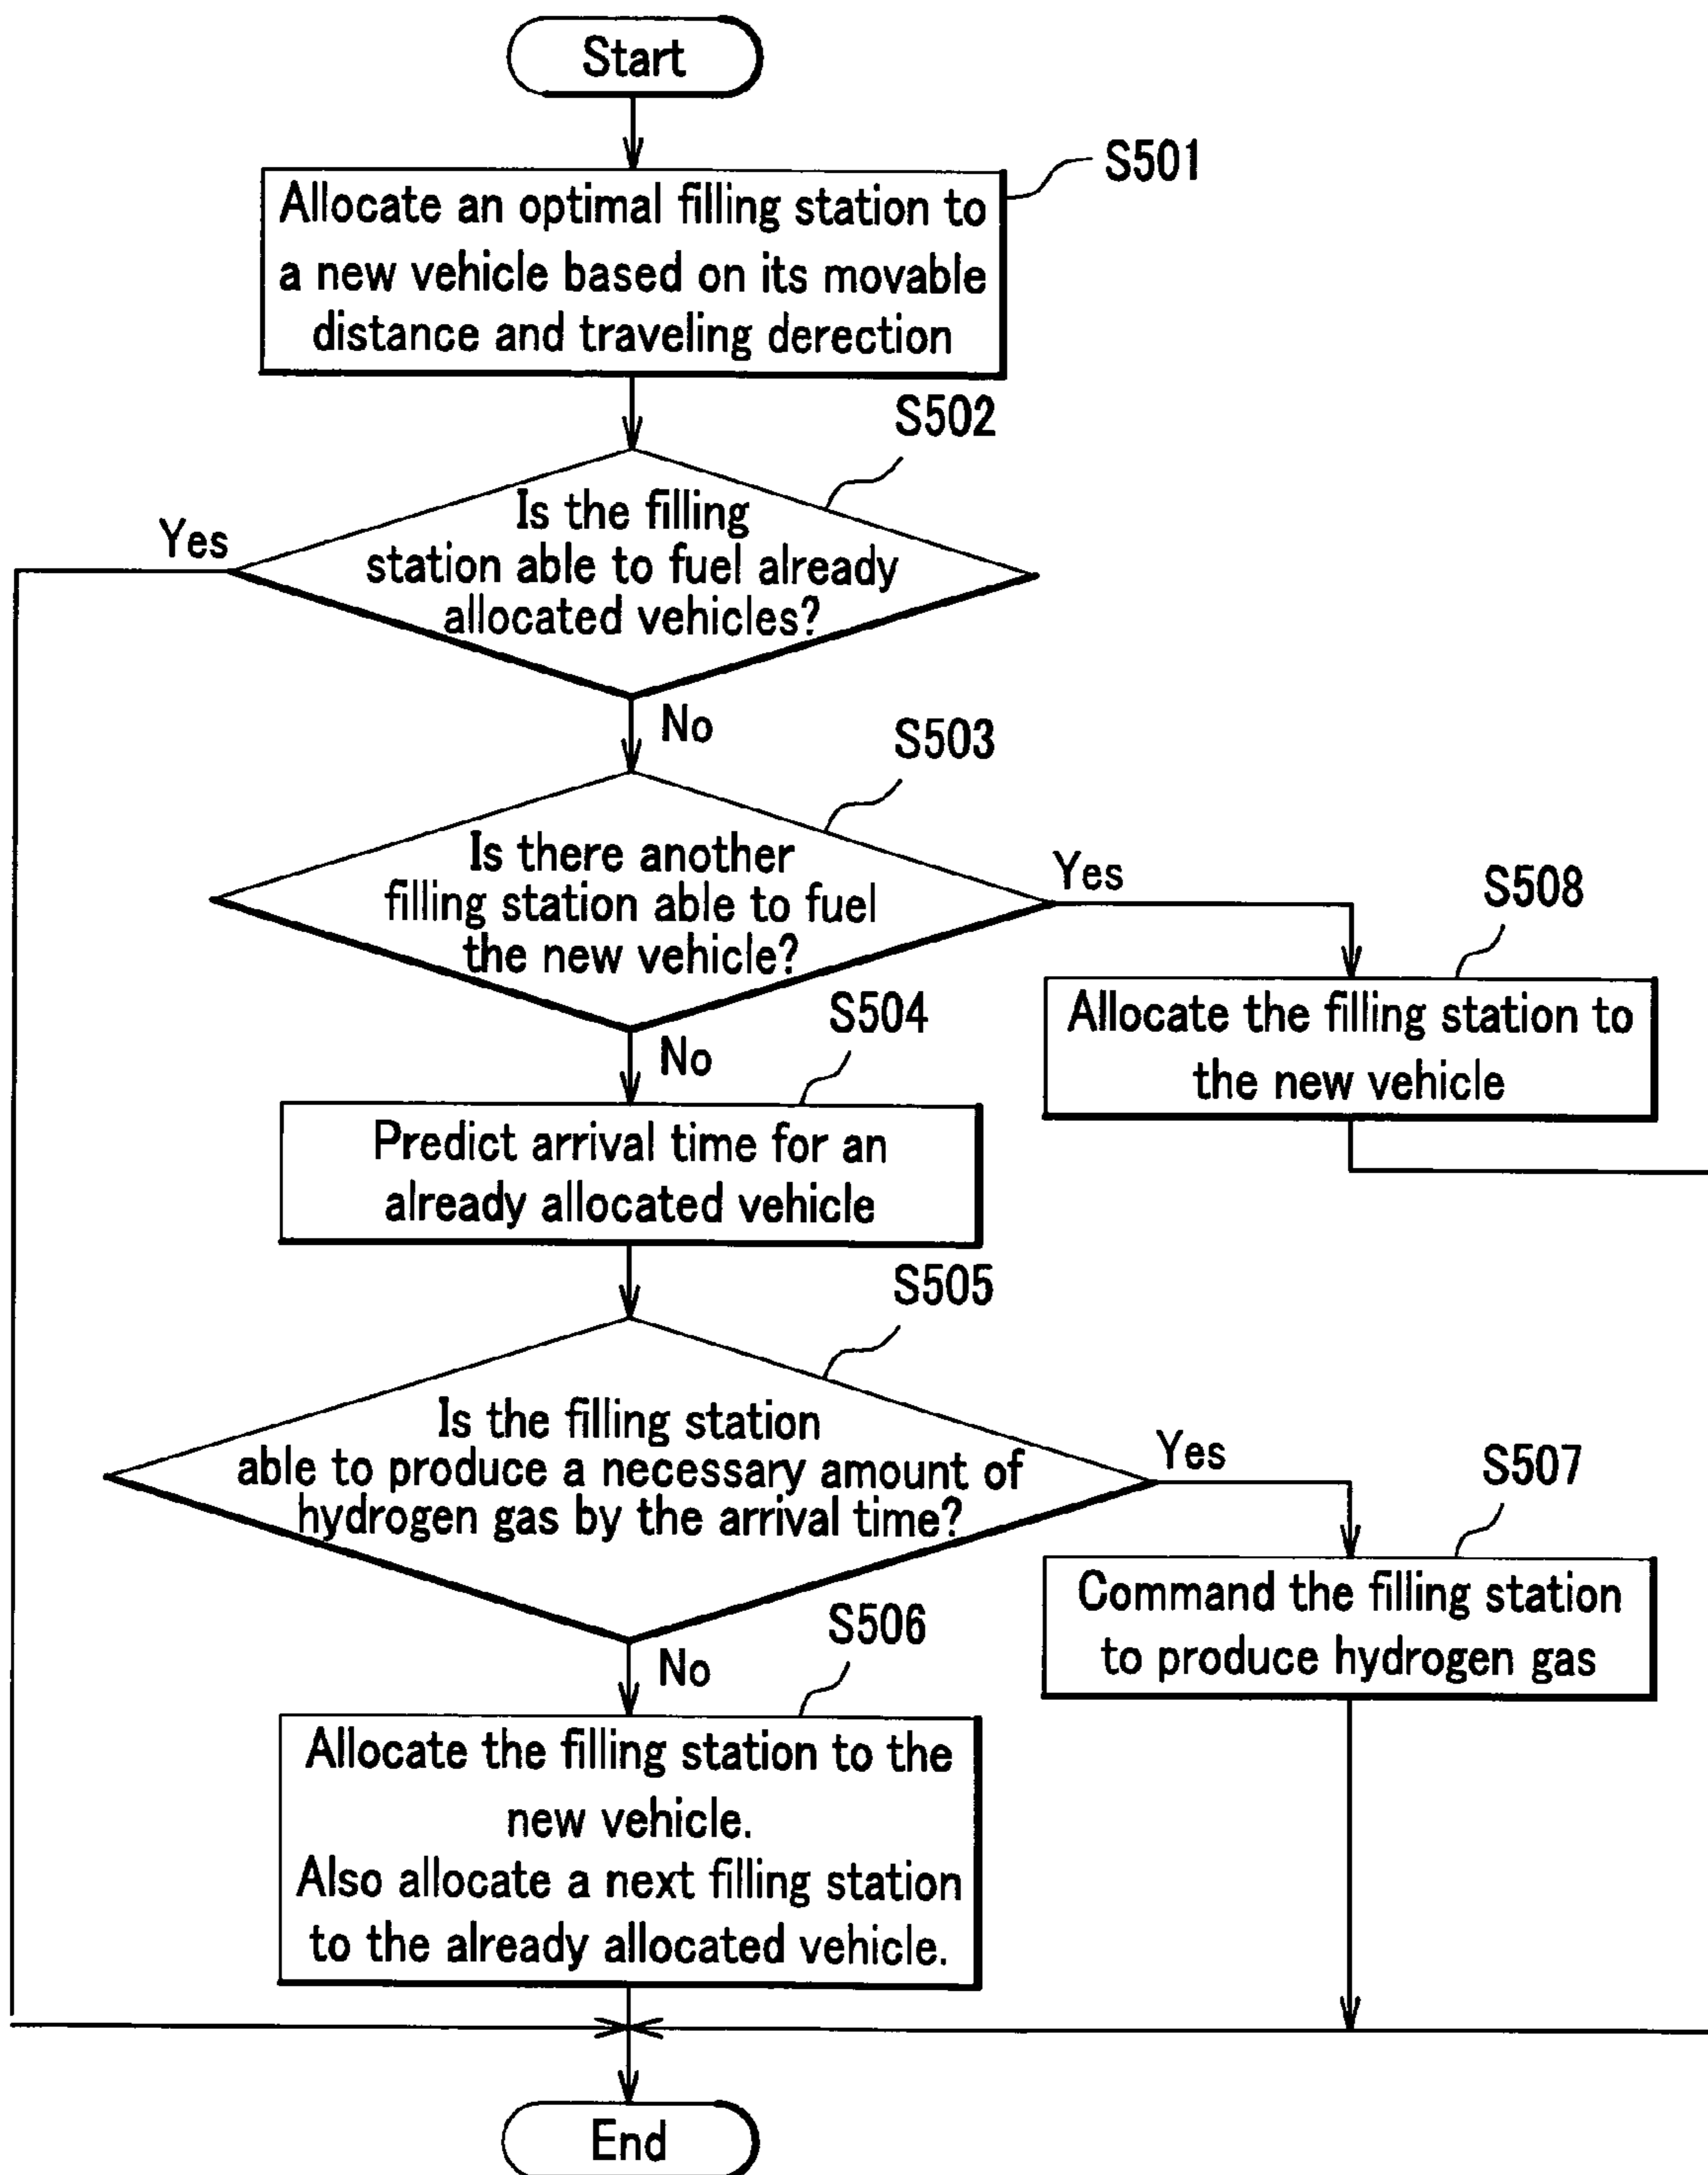 Start
S501
Allocate an optimal filling station to
a new vehicle based on its movable
distance and traveling derection
S502
Is the filling
station able to fuel already
allocated vehicles?
Yes
No
S503
Is there another
filling station able to fuel
the new vehicle?
Yes
S508
Allocate the filling station to
the new vehicle
No
S504
Predict arrival time for an
already allocated vehicle
S505
Is the filling station
able to produce a necessary amount of
hydrogen gas by the arrival time?
Yes
S507
Command the filling station
to produce hydrogen gas
No
S506
Allocate the filling station to the
new vehicle.
Also allocate a next filling station
to the already allocated vehicle.
End